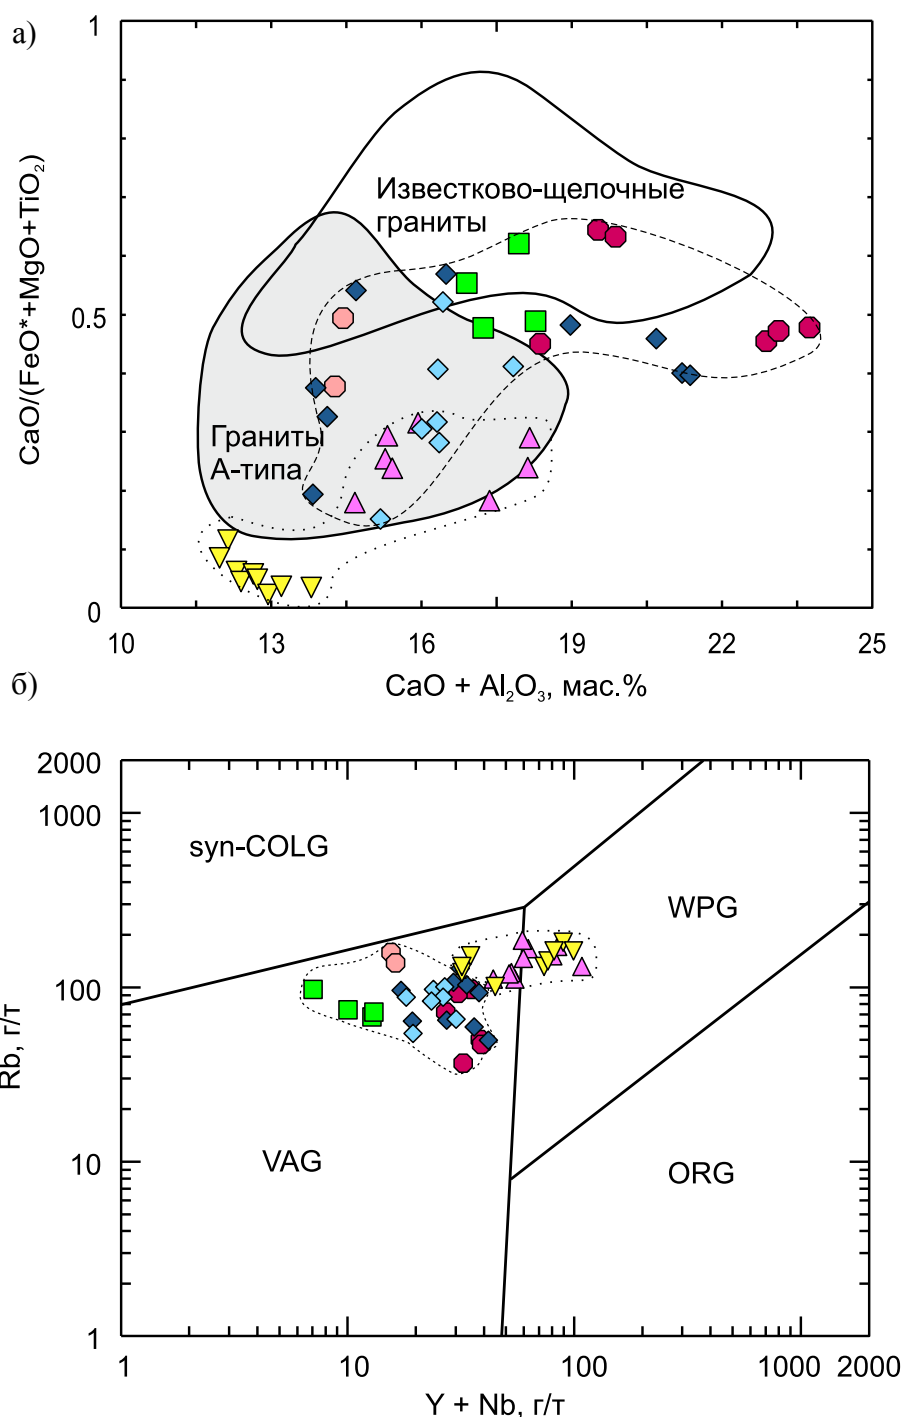 а)
1
CaO/(FeO*+MgO+TiO₂)
Известково-щелочные
граниты
0.5
Граниты
А-типа
0
10 13 16 19 22 25
CaO + Al₂O₃, мас.%
б)
2000
1000
syn-COLG
WPG
100
Rb, г/т
VAG
10
ORG
1
1 10 100 1000 2000
Y + Nb, г/т